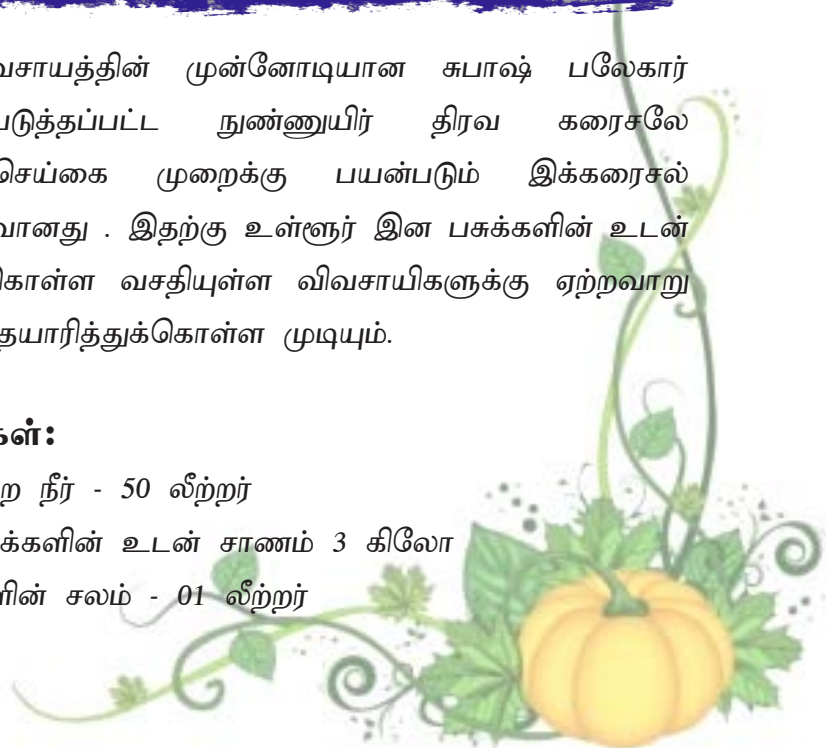 வசாயத்தின் முன்னோடியான சுபாஷ் பலேகார்
படுத்தப்பட்ட நுண்ணுயிர் திரவ கரைசலே
செய்கை முறைக்கு பயன்படும் இக்கரைசல்
வானது . இதற்கு உள்ளூர் இன பசுக்களின் உடன்
கொள்ள வசதியுள்ள விவசாயிகளுக்கு ஏற்றவாறு
தயாரித்துக்கொள்ள முடியும்.
கள்:
ற நீர் - 50 லீற்றர்
க்களின் உடன் சாணம் 3 கிலோ
ளின் சலம் - 01 லீற்றர்